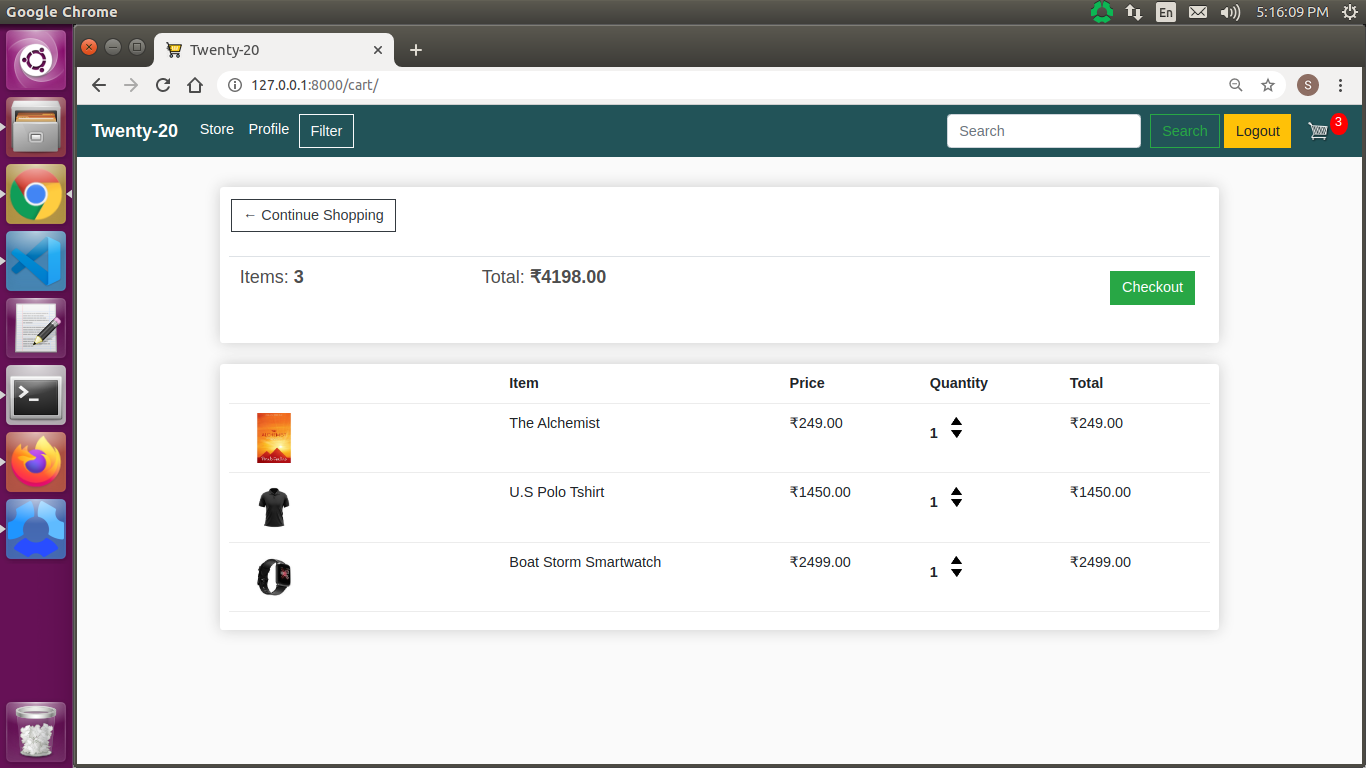 Google Chrome
En
5:16:09 PM
Twenty-20
127.0.0.1:8000/cart/
S
Twenty-20 Store Profile Filter Search Search Logout 3
← Continue Shopping
Items: 3 Total: ₹4198.00 Checkout
Item Price Quantity Total
The Alchemist ₹249.00 1 ₹249.00
U.S Polo Tshirt ₹1450.00 1 ₹1450.00
Boat Storm Smartwatch ₹2499.00 1 ₹2499.00